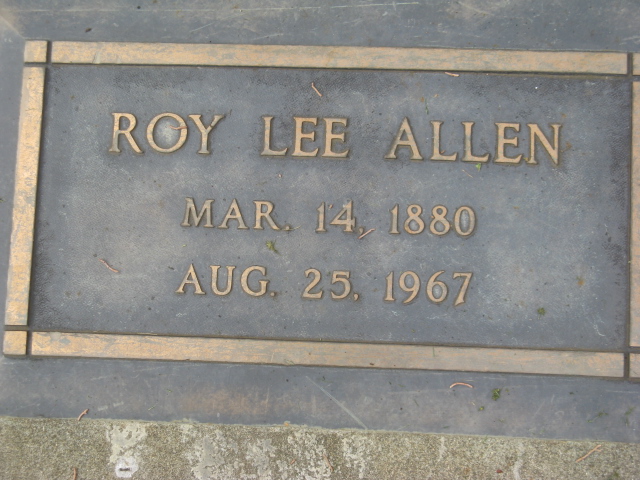 ROY LEE ALLEN
MAR. 14, 1880
AUG. 25, 1967